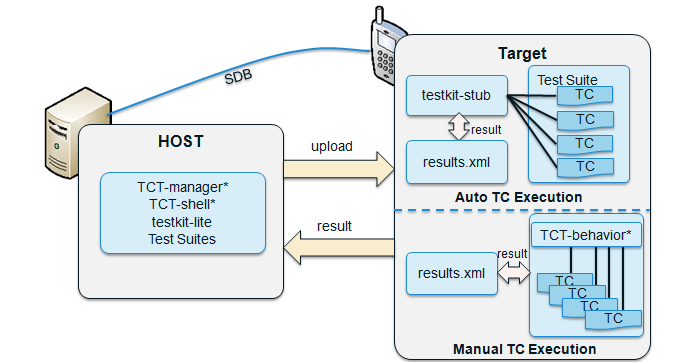 SDB
HOST
TCT-manager*
TCT-shell*
testkit-lite
Test Suites
upload
result
Target
testkit-stub
result
results.xml
Test Suite
TC
TC
TC
TC
Auto TC Execution
results.xml
result
TCT-behavior*
TC
TC
TC
TC
Manual TC Execution